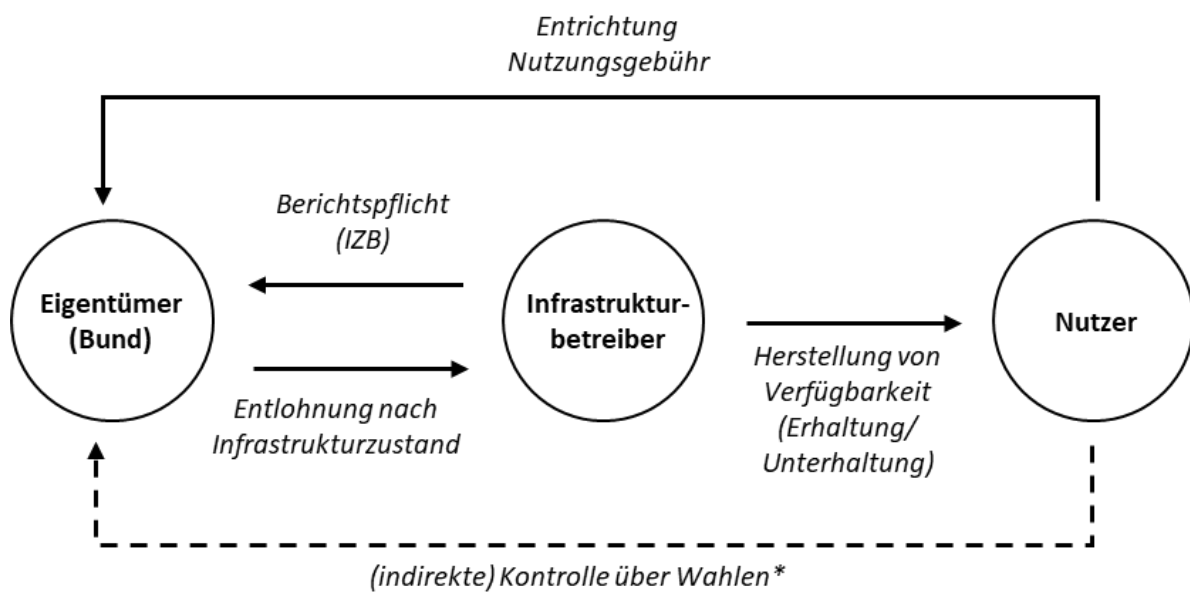 Entrichtung
Nutzungsgebühr
Berichtspflicht
(IZB)
Eigentümer
(Bund)
Infrastruktur-
betreiber
Nutzer
Entlohnung nach
Infrastrukturzustand
Herstellung von
Verfügbarkeit
(Erhaltung/
Unterhaltung)
(indirekte) Kontrolle über Wahlen*